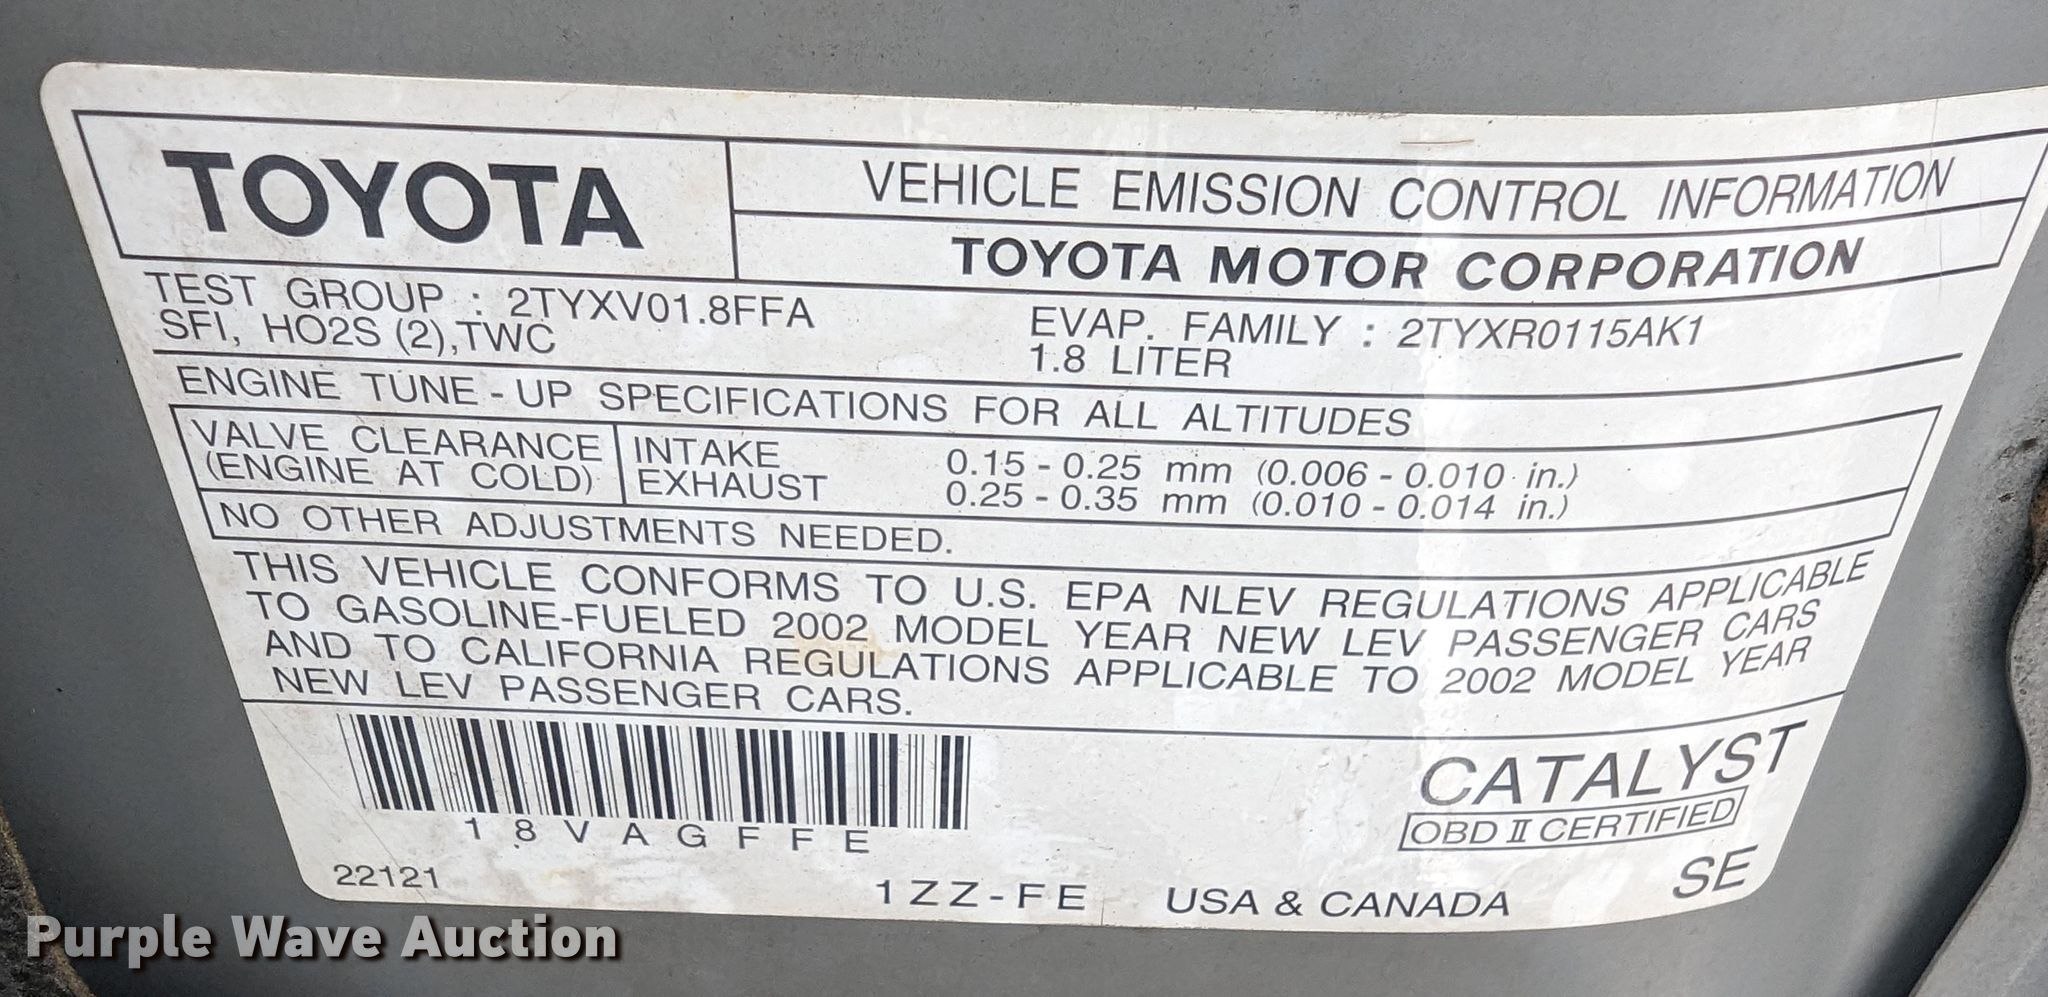 TOYOTA
VEHICLE EMISSION CONTROL INFORMATION
TOYOTA MOTOR CORPORATION
TEST GROUP : 2TYXV01.8FFA
SFI, HO2S (2),TWC
EVAP. FAMILY : 2TYXR0115AK1
1.8 LITER
ENGINE TUNE-UP SPECIFICATIONS FOR ALL ALTITUDES
VALVE CLEARANCE
(ENGINE AT COLD)
INTAKE 0.15 - 0.25 mm (0.006 - 0.010 in.)
EXHAUST 0.25 - 0.35 mm (0.010 - 0.014 in.)
NO OTHER ADJUSTMENTS NEEDED.
THIS VEHICLE CONFORMS TO U.S. EPA NLEV REGULATIONS APPLICABLE
TO GASOLINE-FUELED 2002 MODEL YEAR NEW LEV PASSENGER CARS
AND TO CALIFORNIA REGULATIONS APPLICABLE TO 2002 MODEL YEAR
NEW LEV PASSENGER CARS.
18VAGFFE
CATALYST
OBD II CERTIFIED
SE
22121
1ZZ-FE
USA & CANADA
Purple Wave Auction